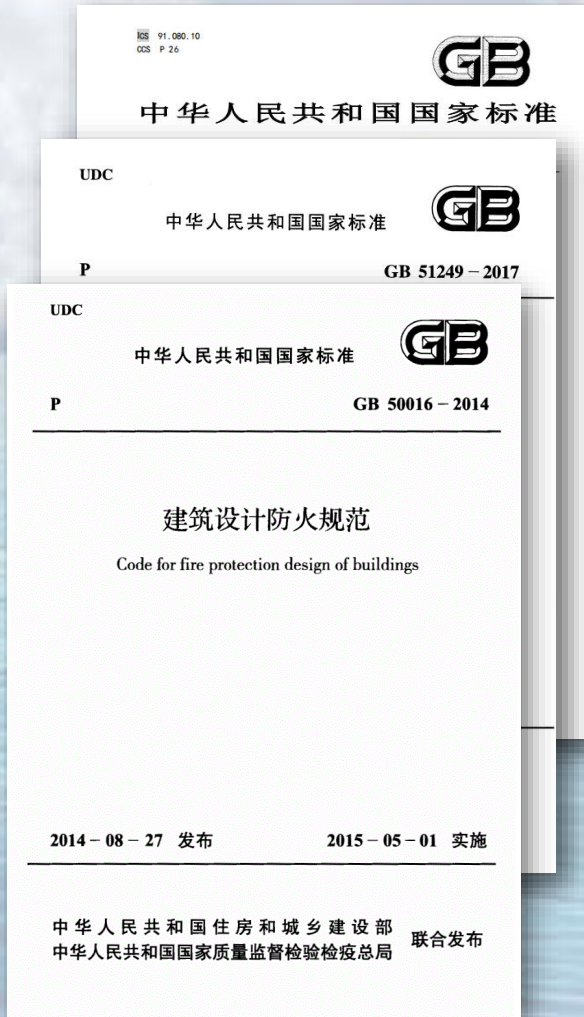 ICS 91.080.10
CCS P 26
GB
中华人民共和国国家标准
UDC
中华人民共和国国家标准
GB
P
GB 51249－2017
UDC
中华人民共和国国家标准
GB
P
GB 50016－2014
建筑设计防火规范
Code for fire protection design of buildings
2014－08－27 发布
2015－05－01 实施
中华人民共和国住房和城乡建设部
中华人民共和国国家质量监督检验检疫总局
联合发布